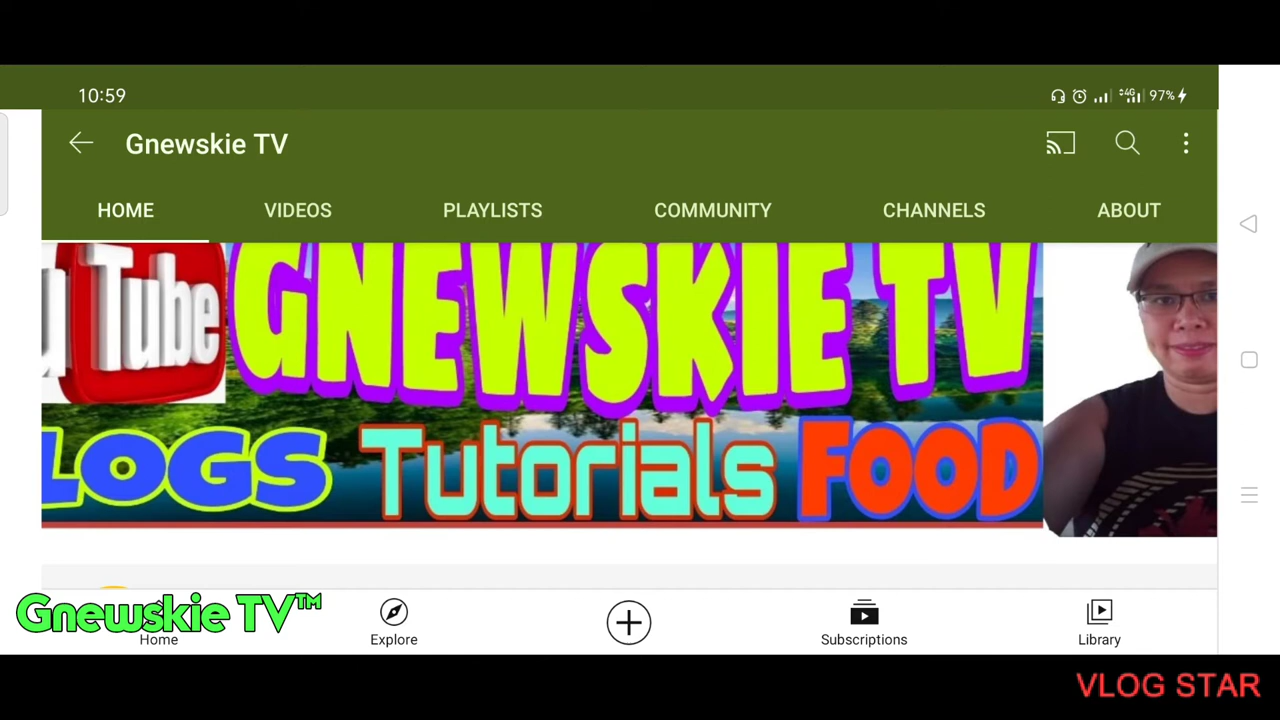 10:59
4G 97%
Gnewskie TV
HOME VIDEOS PLAYLISTS COMMUNITY CHANNELS ABOUT
u Tube GNEWSKIE TV
LOGS Tutorials FOOD
Gnewskie TV™
Home Explore Subscriptions Library
VLOG STAR